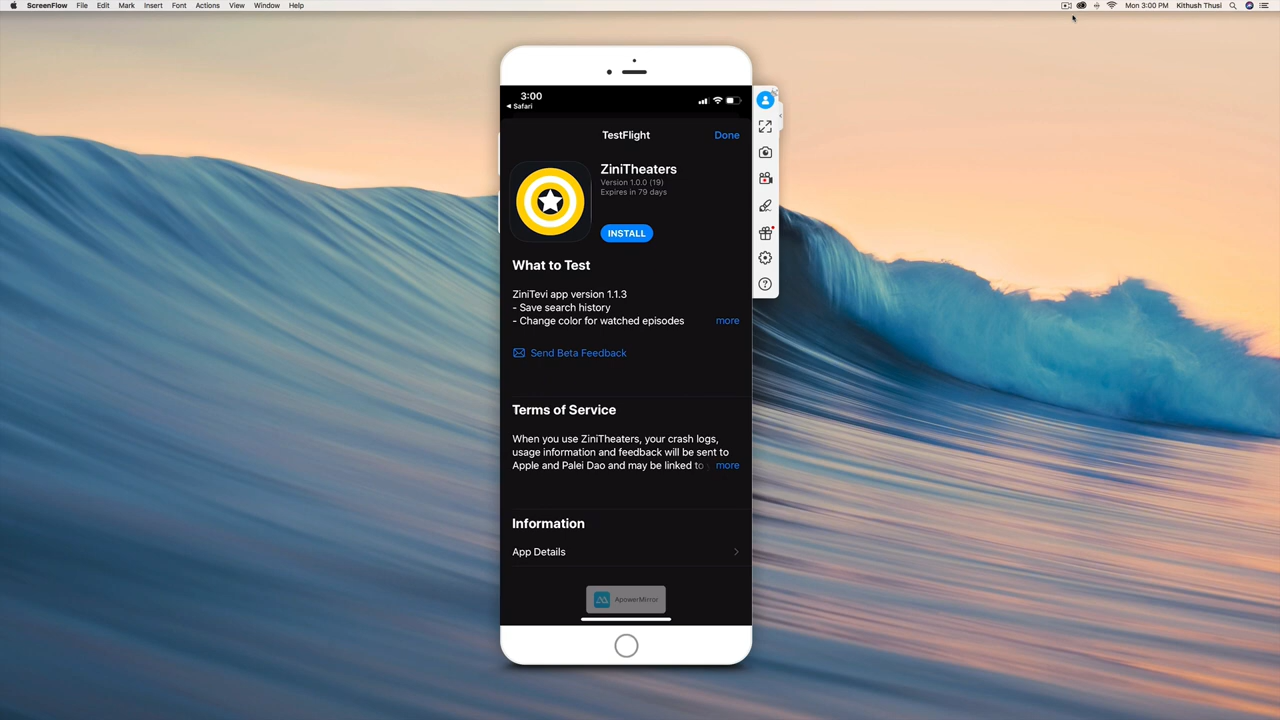 ScreenFlow File Edit Mark Insert Font Actions View Window Help Mon 3:00 PM Kithush Thusi
3:00
Safari
TestFlight Done
ZiniTheaters
Version 1.0.0 (19)
Expires in 79 days
INSTALL
What to Test
ZiniTevi app version 1.1.3
- Save search history
- Change color for watched episodes more
Send Beta Feedback
Terms of Service
When you use ZiniTheaters, your crash logs,
usage information and feedback will be sent to
Apple and Palei Dao and may be linked to more
Information
App Details
ApowerMirror